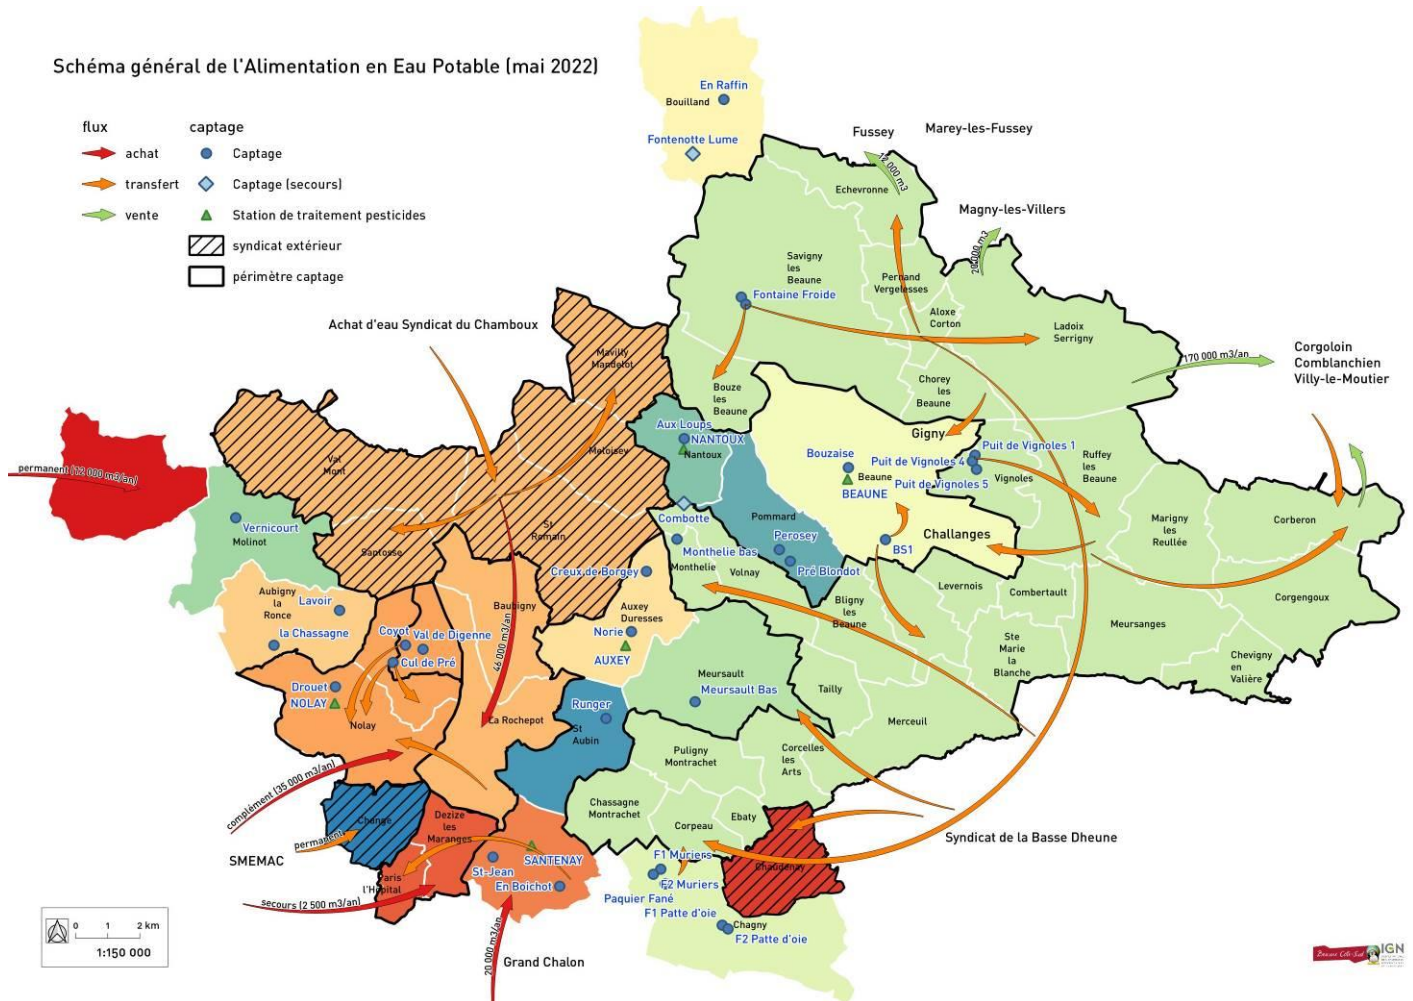 Schéma général de l'Alimentation en Eau Potable (mai 2022)
flux
captage
achat
Captage
transfert
Captage (secours)
vente
Station de traitement pesticides
syndicat extérieur
périmètre captage
En Raffin
Bouilland
Fontenotte Lume
Fussey
Marey-les-Fussey
12 000 m3
Echevronne
Magny-les-Villers
Savigny
les
Beaune
Pernand
Vergelesses
Fontaine Froide
Aloxe
Corton
Ladoix
Serrigny
Achat d'eau Syndicat du Chamboux
Corgoloin
Comblanchien
Villy-le-Moutier
170 000 m3/an
Mavilly
Mandelot
Bouze
les
Beaune
Chorey
les
Beaune
Aux Loups
NANTOUX
Nantoux
Gigny
Puit de Vignoles 1
Puit de Vignoles 4
Puit de Vignoles 5
Vignoles
Ruffey
les
Beaune
Bouzaise
Beaune
BEAUNE
Val
Mont
Meloisey
permanent (12 000 m3/an)
Vernicourt
Molinot
Combotte
Pommard
Perosey
Pré Blondot
Challanges
BS1
Marigny
les
Reullée
Corberon
St
Romain
Santosse
Monthelie bas
Monthelie
Volnay
Creux de Borgey
Aubigny
la
Ronce
Lavoir
la Chassagne
Baubigny
Auxey
Duresses
Norie
AUXEY
Bligny
les
Beaune
Levernois
Combertault
Corgengoux
Meursanges
Ste
Marie
la
Blanche
Chevigny
en
Valière
Coyot
Val de Digenne
Cul de Pré
46 000 m3/an
Drouet
NOLAY
Nolay
Meursault
Meursault Bas
Tailly
Merceuil
Runger
St
Aubin
La Rochepot
Puligny
Montrachet
Corcelles
les
Arts
complément (35 000 m3/an)
Chassagne
Montrachet
Ebaty
Corpeau
Change
Dezize
les
Maranges
permanent
SMEMAC
Syndicat de la Basse Dheune
SANTENAY
St-Jean
En Boichot
Paris
l'Hopital
F1 Muriers
F2 Muriers
Paquier Fané
F1 Patte d'oie
Chaudenay
Chagny
F2 Patte d'oie
secours (2 500 m3/an)
20 000 m3/an
Grand Chalon
0 1 2 km
1:150 000
Beaune Côte-Sud
IGN